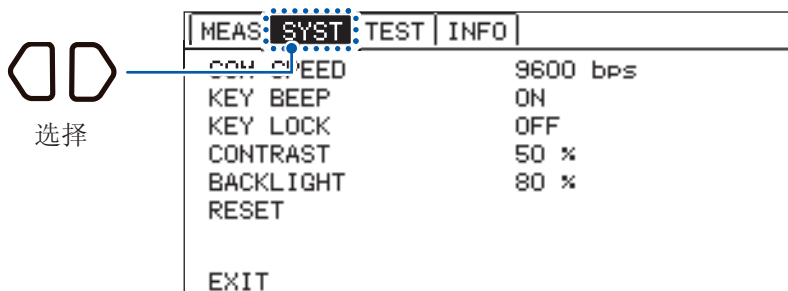 MEAS SYST TEST INFO
COM SPEED 9600 bps
KEY BEEP ON
选择
KEY LOCK OFF
CONTRAST 50 %
BACKLIGHT 80 %
RESET
EXIT